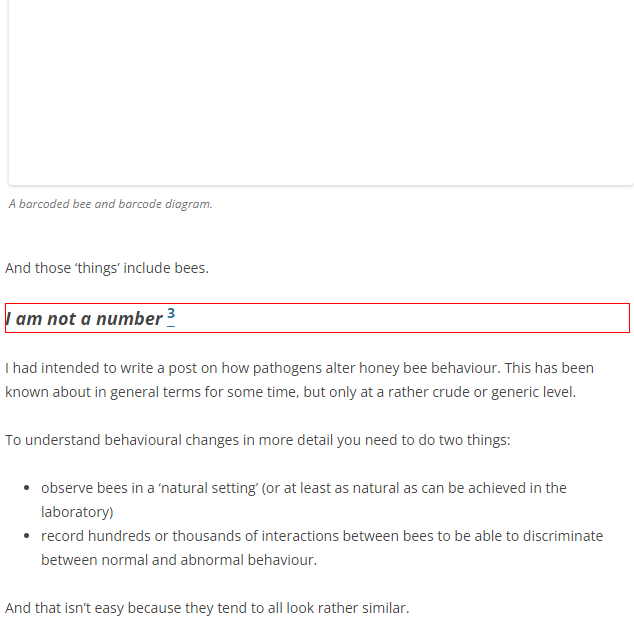 A barcoded bee and barcode diagram.
And those ‘things’ include bees.
I am not a number 3
I had intended to write a post on how pathogens alter honey bee behaviour. This has been
known about in general terms for some time, but only at a rather crude or generic level.
To understand behavioural changes in more detail you need to do two things:
• observe bees in a ‘natural setting’ (or at least as natural as can be achieved in the
laboratory)
• record hundreds or thousands of interactions between bees to be able to discriminate
between normal and abnormal behaviour.
And that isn’t easy because they tend to all look rather similar.